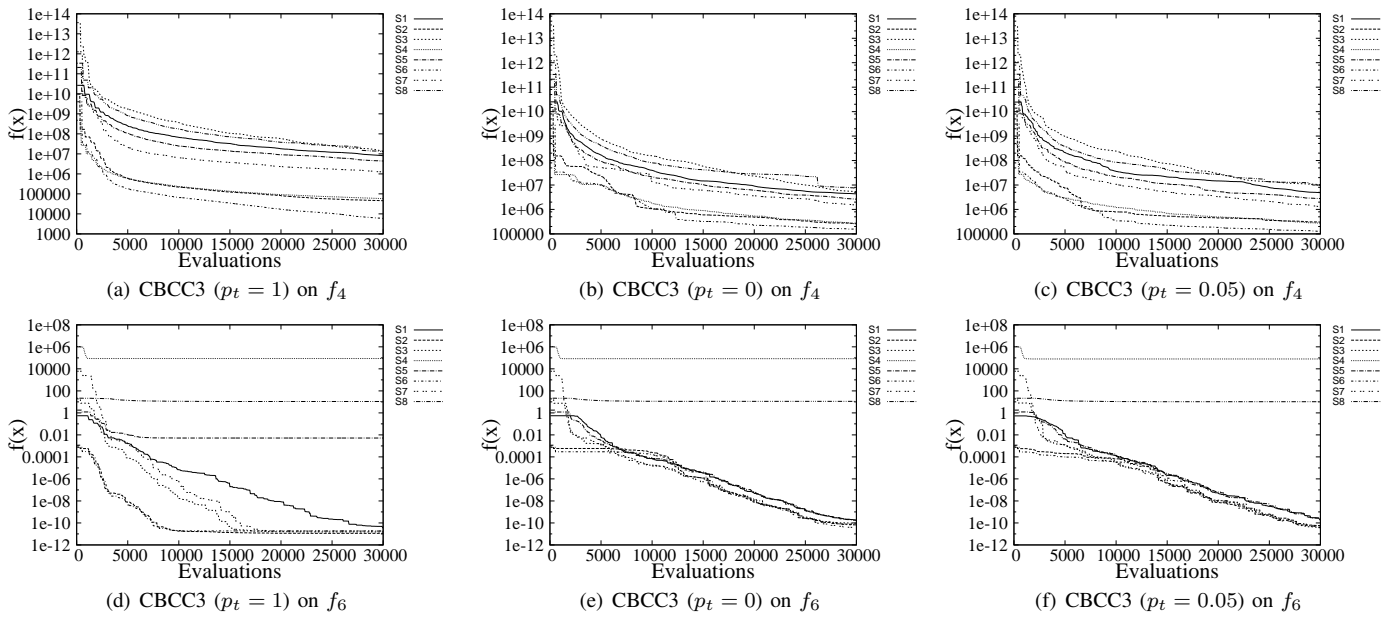 1e+14
1e+13
1e+12
1e+11
1e+10
1e+09
1e+08
1e+07
1e+06
100000
10000
1000
f(x)
0 5000 10000 15000 20000 25000 30000
Evaluations
S1
S2
S3
S4
S5
S6
S7
S8
(a) CBCC3 (pₜ = 1) on f₄
1e+14
1e+13
1e+12
1e+11
1e+10
1e+09
1e+08
1e+07
1e+06
100000
f(x)
0 5000 10000 15000 20000 25000 30000
Evaluations
S1
S2
S3
S4
S5
S6
S7
S8
(b) CBCC3 (pₜ = 0) on f₄
1e+14
1e+13
1e+12
1e+11
1e+10
1e+09
1e+08
1e+07
1e+06
100000
f(x)
0 5000 10000 15000 20000 25000 30000
Evaluations
S1
S2
S3
S4
S5
S6
S7
S8
(c) CBCC3 (pₜ = 0.05) on f₄
1e+08
1e+06
10000
100
1
0.01
0.0001
1e-06
1e-08
1e-10
1e-12
f(x)
0 5000 10000 15000 20000 25000 30000
Evaluations
S1
S2
S3
S4
S5
S6
S7
S8
(d) CBCC3 (pₜ = 1) on f₆
1e+08
1e+06
10000
100
1
0.01
0.0001
1e-06
1e-08
1e-10
1e-12
f(x)
0 5000 10000 15000 20000 25000 30000
Evaluations
S1
S2
S3
S4
S5
S6
S7
S8
(e) CBCC3 (pₜ = 0) on f₆
1e+08
1e+06
10000
100
1
0.01
0.0001
1e-06
1e-08
1e-10
1e-12
f(x)
0 5000 10000 15000 20000 25000 30000
Evaluations
S1
S2
S3
S4
S5
S6
S7
S8
(f) CBCC3 (pₜ = 0.05) on f₆